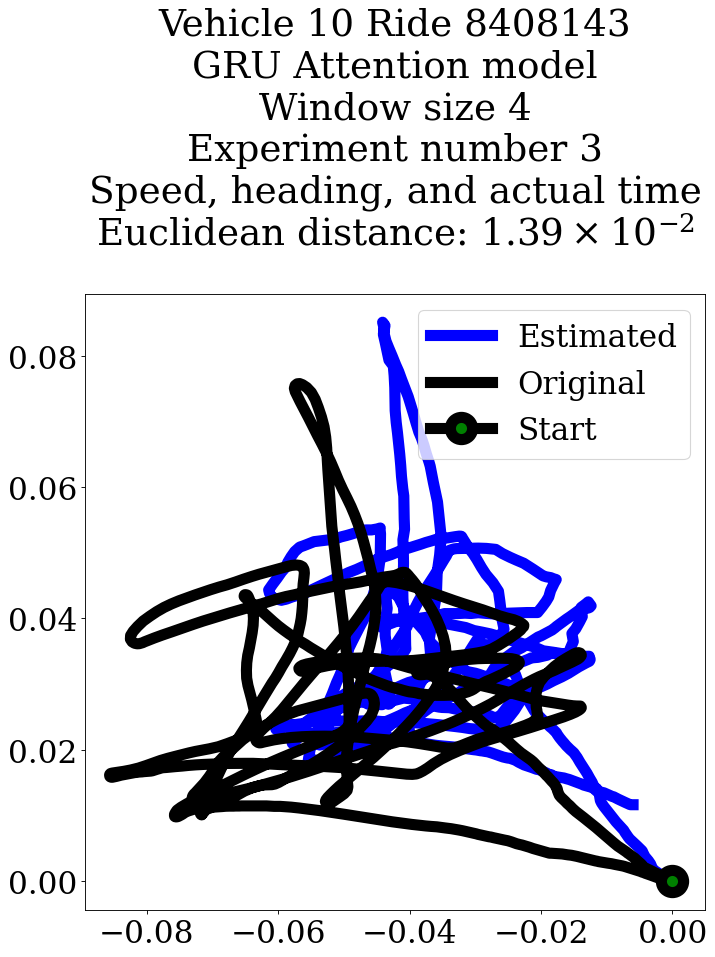 Vehicle 10 Ride 8408143
GRU Attention model
Window size 4
Experiment number 3
Speed, heading, and actual time
Euclidean distance: 1.39 × 10⁻²
Estimated
Original
Start
0.08
0.06
0.04
0.02
0.00
−0.08 −0.06 −0.04 −0.02 0.00